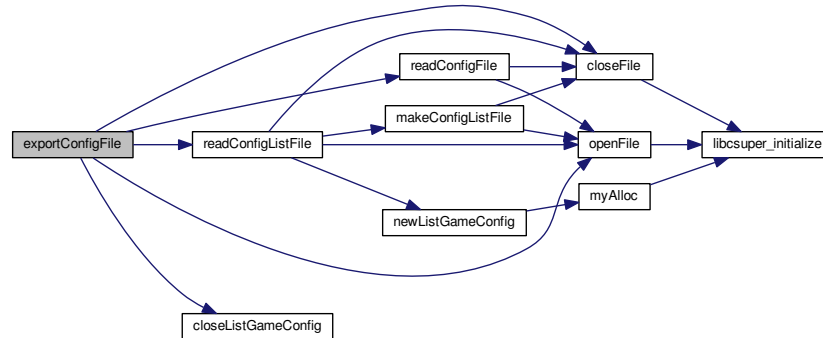 exportConfigFile
readConfigListFile
closeListGameConfig
readConfigFile
makeConfigListFile
newListGameConfig
closeFile
openFile
myAlloc
libcsuper_initialize